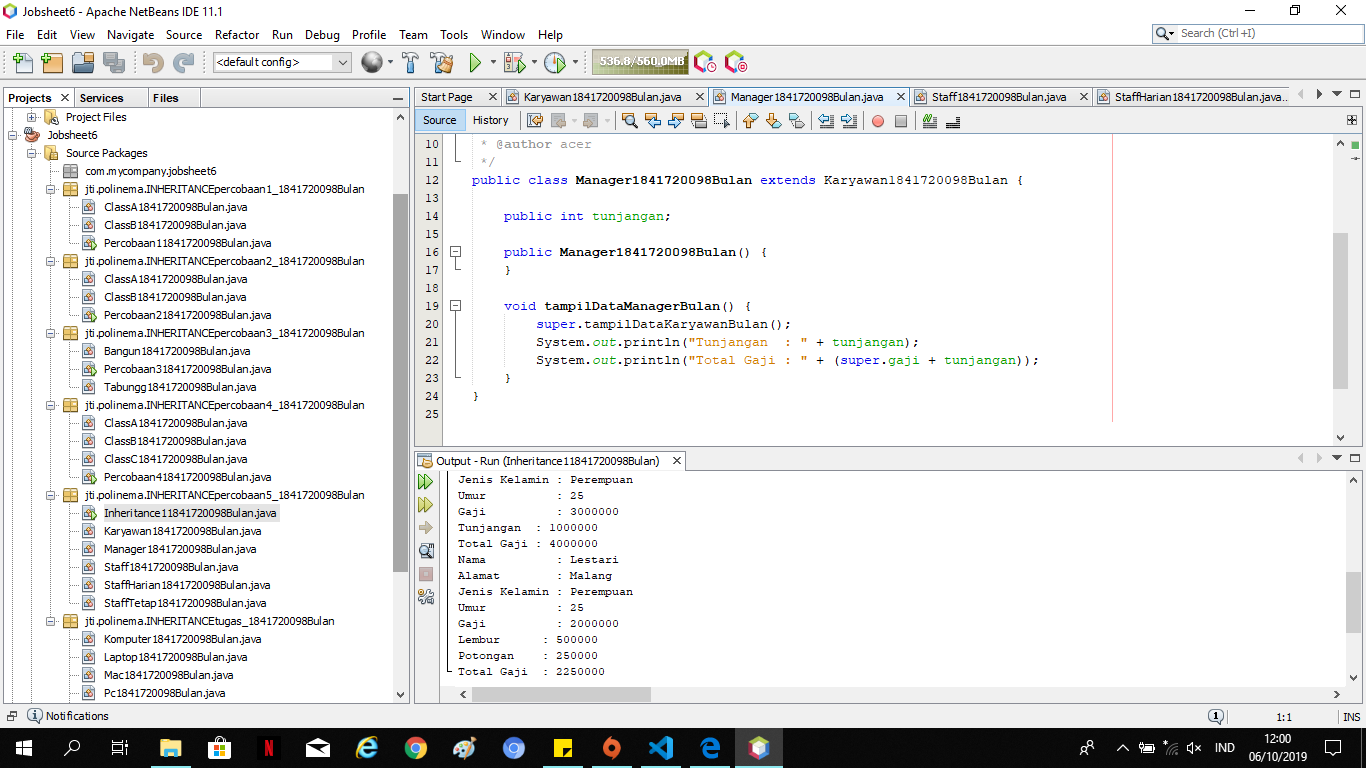 Jobsheet6 - Apache NetBeans IDE 11.1
File Edit View Navigate Source Refactor Run Debug Profile Team Tools Window Help
Search (Ctrl+I)
<default config>
536.8/560.0MB
Projects Services Files
Project Files
Jobsheet6
Source Packages
com.mycompany.jobsheet6
jti.polinema.INHERITANCEpercobaan1_1841720098Bulan
ClassA1841720098Bulan.java
ClassB1841720098Bulan.java
Percobaan11841720098Bulan.java
jti.polinema.INHERITANCEpercobaan2_1841720098Bulan
ClassA1841720098Bulan.java
ClassB1841720098Bulan.java
Percobaan21841720098Bulan.java
jti.polinema.INHERITANCEpercobaan3_1841720098Bulan
Bangun1841720098Bulan.java
Percobaan31841720098Bulan.java
Tabungg1841720098Bulan.java
jti.polinema.INHERITANCEpercobaan4_1841720098Bulan
ClassA1841720098Bulan.java
ClassB1841720098Bulan.java
ClassC1841720098Bulan.java
Percobaan41841720098Bulan.java
jti.polinema.INHERITANCEpercobaan5_1841720098Bulan
Inheritance11841720098Bulan.java
Karyawan1841720098Bulan.java
Manager1841720098Bulan.java
Staff1841720098Bulan.java
StaffHarian1841720098Bulan.java
StaffTetap1841720098Bulan.java
jti.polinema.INHERITANCEtugas_1841720098Bulan
Komputer1841720098Bulan.java
Laptop1841720098Bulan.java
Mac1841720098Bulan.java
Pc1841720098Bulan.java
Start Page Karyawan1841720098Bulan.java Manager1841720098Bulan.java Staff1841720098Bulan.java StaffHarian1841720098Bulan.java...
Source History
10 * @author acer
11 */
12 public class Manager1841720098Bulan extends Karyawan1841720098Bulan {
13
14 public int tunjangan;
15
16 public Manager1841720098Bulan() {
17 }
18
19 void tampilDataManagerBulan() {
20 super.tampilDataKaryawanBulan();
21 System.out.println("Tunjangan  : " + tunjangan);
22 System.out.println("Total Gaji : " + (super.gaji + tunjangan));
23 }
24 }
25
Output - Run (Inheritance11841720098Bulan)
Jenis Kelamin : Perempuan
Umur          : 25
Gaji          : 3000000
Tunjangan  : 1000000
Total Gaji : 4000000
Nama          : Lestari
Alamat        : Malang
Jenis Kelamin : Perempuan
Umur          : 25
Gaji          : 2000000
Lembur      : 500000
Potongan    : 250000
Total Gaji  : 2250000
Notifications
1
1:1 INS
IND
12:00
06/10/2019